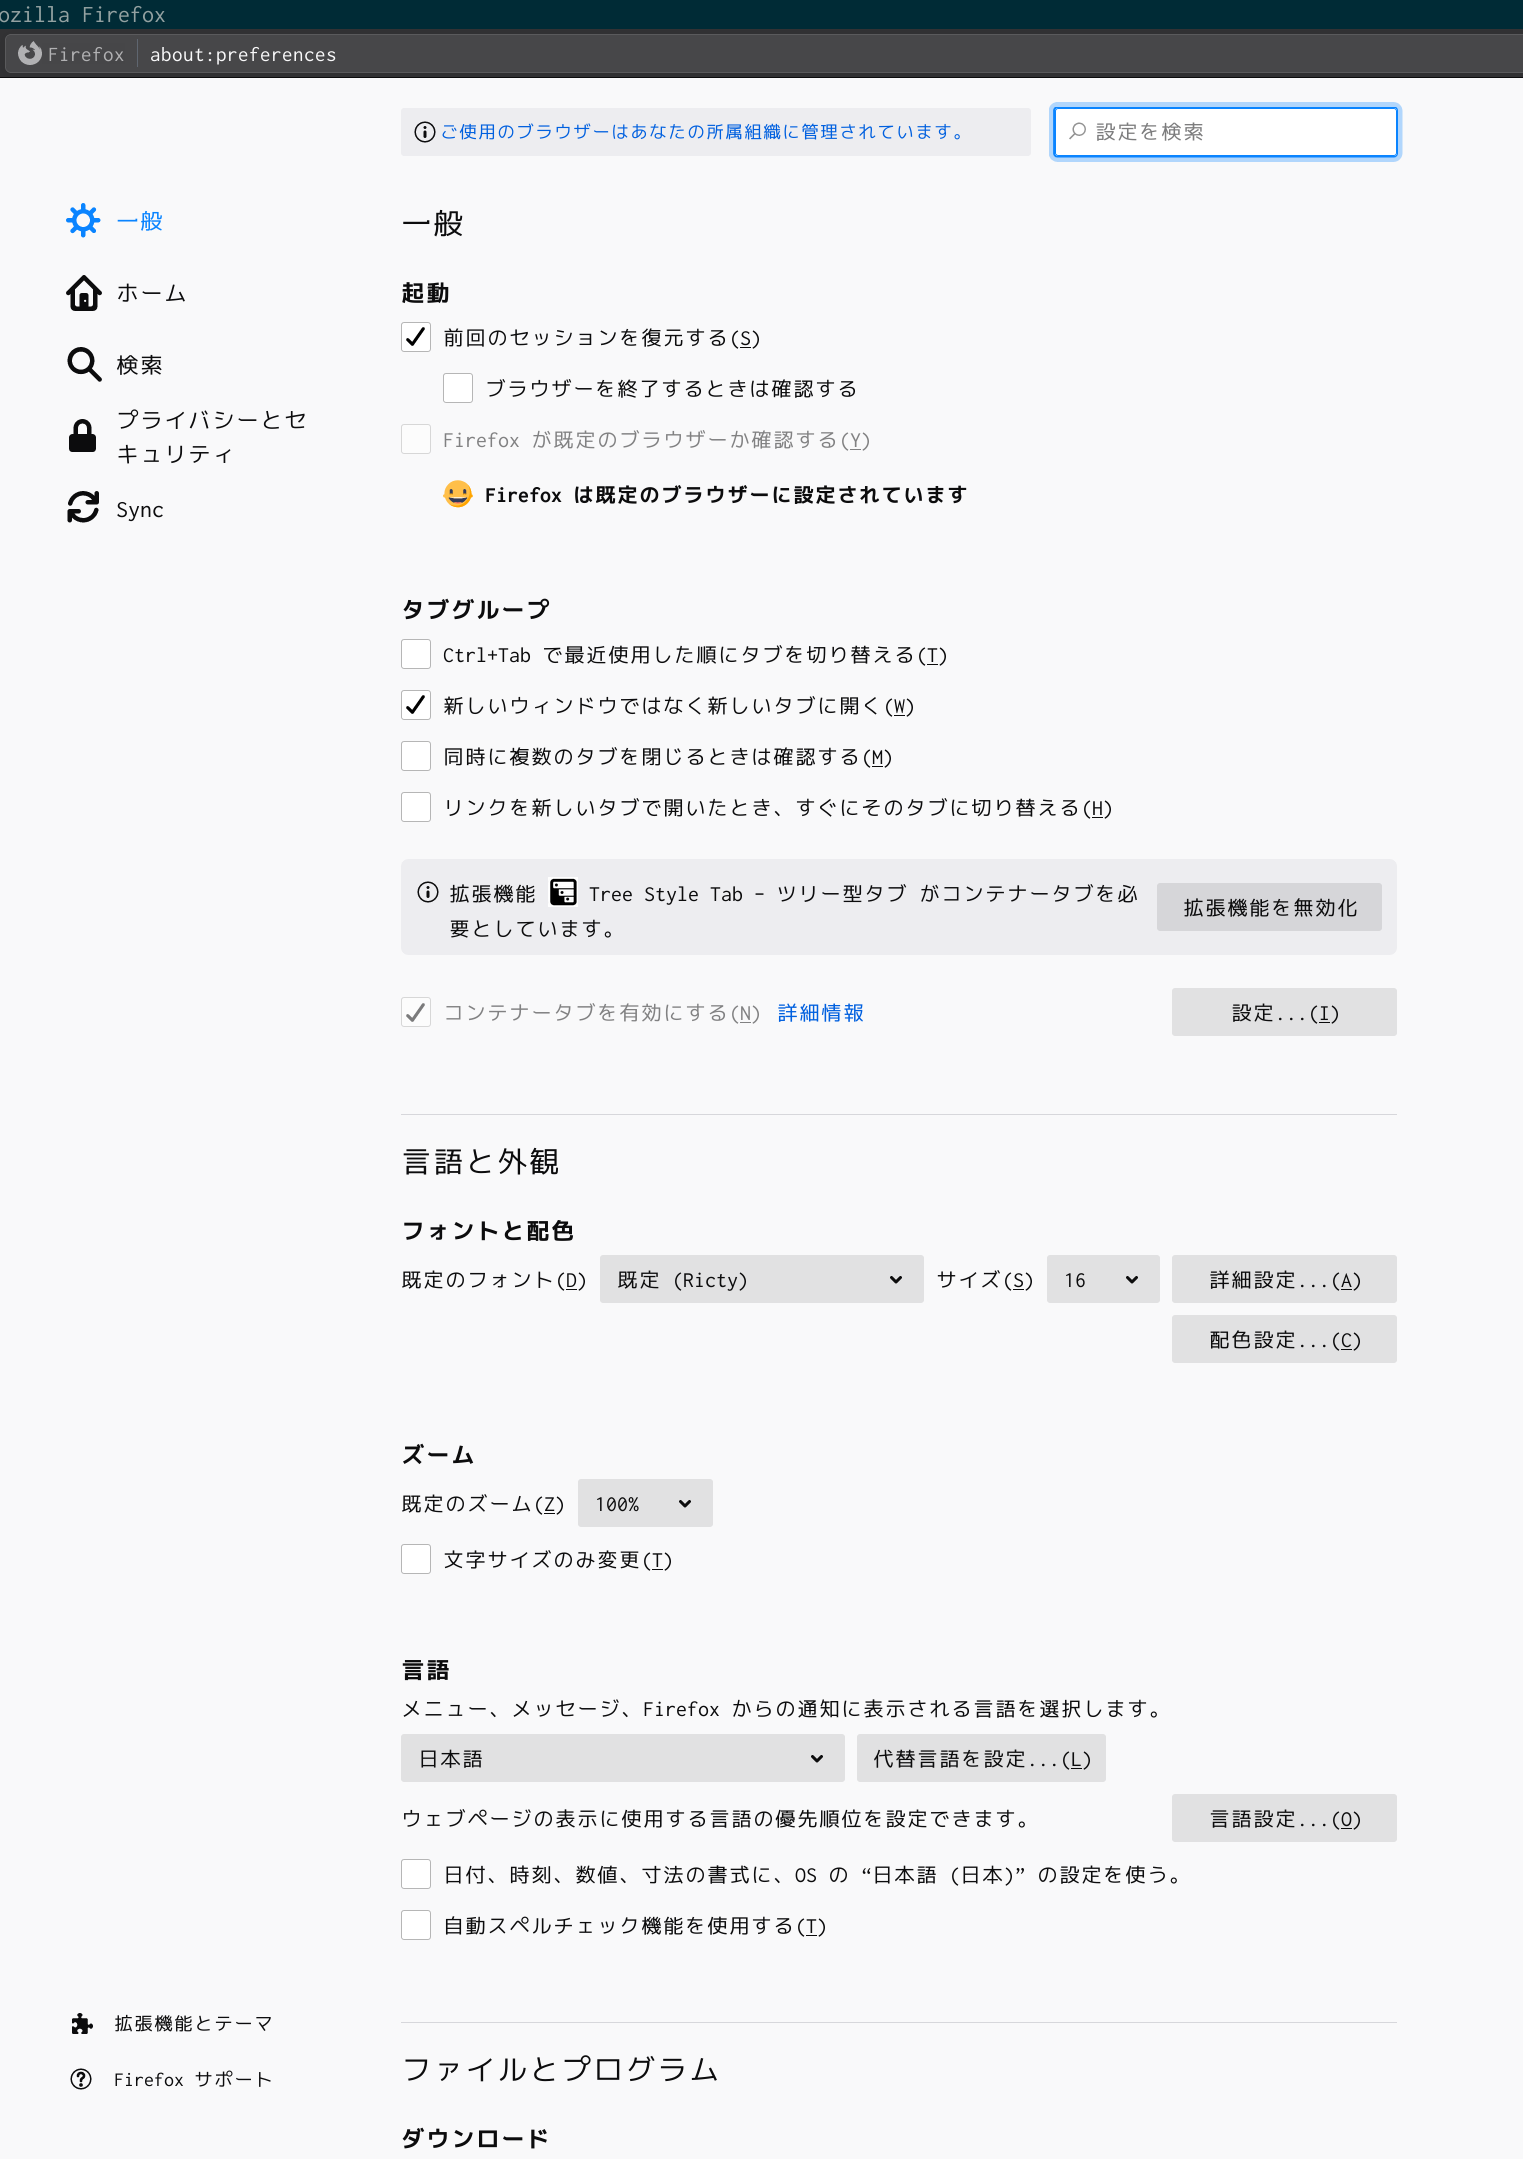 ozilla Firefox
Firefox about:preferences
ご使用のブラウザーはあなたの所属組織に管理されています。
設定を検索
一般
ホーム
検索
プライバシーとセ
キュリティ
Sync
一般
起動
前回のセッションを復元する(S)
ブラウザーを終了するときは確認する
Firefox が既定のブラウザーか確認する(Y)
Firefox は既定のブラウザーに設定されています
タブグループ
Ctrl+Tab で最近使用した順にタブを切り替える(T)
新しいウィンドウではなく新しいタブに開く(W)
同時に複数のタブを閉じるときは確認する(M)
リンクを新しいタブで開いたとき、すぐにそのタブに切り替える(H)
拡張機能 Tree Style Tab - ツリー型タブ がコンテナータブを必
要としています。
拡張機能を無効化
コンテナータブを有効にする(N) 詳細情報
設定...(I)
言語と外観
フォントと配色
既定のフォント(D) 既定 (Ricty) サイズ(S) 16 詳細設定...(A)
配色設定...(C)
ズーム
既定のズーム(Z) 100%
文字サイズのみ変更(T)
言語
メニュー、メッセージ、Firefox からの通知に表示される言語を選択します。
日本語 代替言語を設定...(L)
ウェブページの表示に使用する言語の優先順位を設定できます。 言語設定...(O)
日付、時刻、数値、寸法の書式に、OS の “日本語 (日本)” の設定を使う。
自動スペルチェック機能を使用する(T)
拡張機能とテーマ
Firefox サポート
ファイルとプログラム
ダウンロード